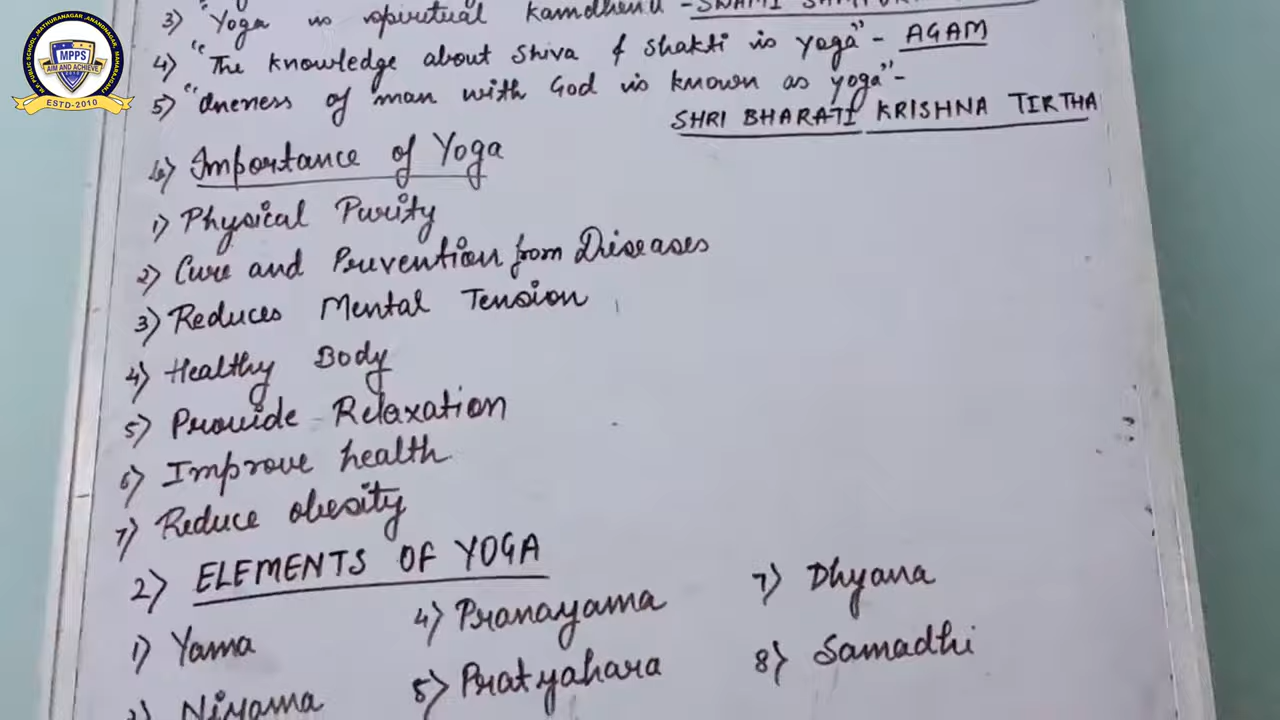 3) "Yoga is spiritual Kamdhenu - SWAMI
4) "The knowledge about Shiva & Shakti is yoga" - AGAM
5) "Oneness of man with God is known as yoga" -
SHRI BHARATI KRISHNA TIRTHA
Importance of Yoga
1) Physical Purity
2) Cure and Prevention from Diseases
3) Reduces Mental Tension
4) Healthy Body
5) Provide Relaxation
6) Improve health
7) Reduce obesity
2) ELEMENTS OF YOGA
1) Yama
Niyama
4) Pranayama
5) Pratyahara
7) Dhyana
8) Samadhi
MPPS
AIM AND ACHIEVE
ESTD-2010